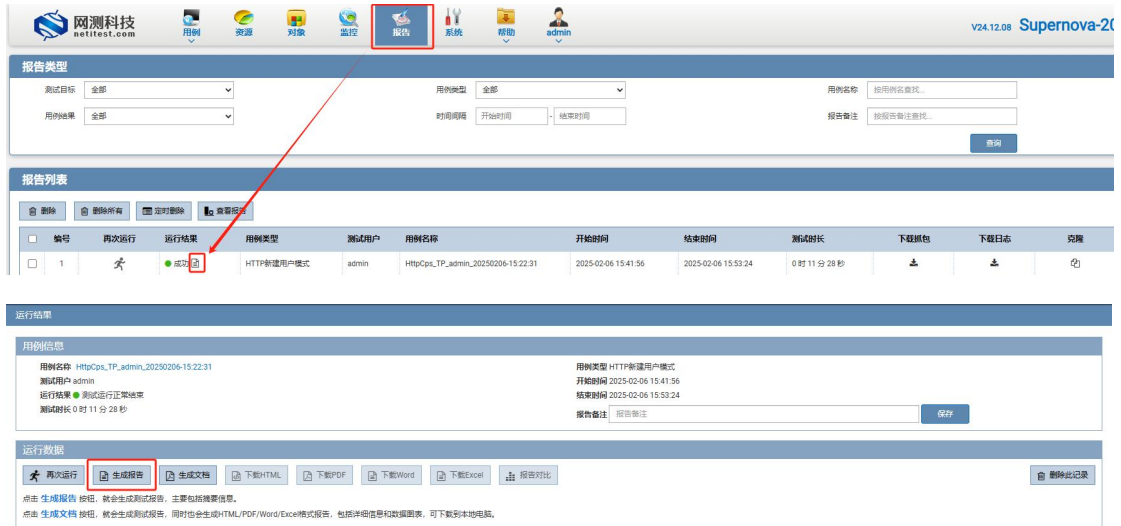 网测科技
netitest.com
用例 资源 对象 监控 报告 系统 帮助 admin
V24.12.08 Supernova-20
报告类型
测试目标 全部 用例类型 全部 用例名称 按用例名查找...
用例结果 全部 时间间隔 开始时间 - 结束时间 报告备注 按报告备注查找...
查询
报告列表
删除 删除所有 定时删除 查看报告
编号 再次运行 运行结果 用例类型 测试用户 用例名称 开始时间 结束时间 测试时长 下载抓包 下载日志 克隆
1 成功 HTTP新建用户模式 admin HttpCps_TP_admin_20250206-15:22:31 2025-02-06 15:41:56 2025-02-06 15:53:24 0 时 11 分 28 秒
运行结果
用例信息
用例名称 HttpCps_TP_admin_20250206-15:22:31 用例类型 HTTP新建用户模式
测试用户 admin 开始时间 2025-02-06 15:41:56
运行结果 测试运行正常结束 结束时间 2025-02-06 15:53:24
测试时长 0 时 11 分 28 秒 报告备注 报告备注 保存
运行数据
再次运行 生成报告 生成文档 下载HTML 下载PDF 下载Word 下载Excel 报告对比 删除此记录
点击 生成报告 按钮，就会生成测试报告，主要包括摘要信息。
点击 生成文档 按钮，就会生成测试报告，同时也会生成HTML/PDF/Word/Excel格式报告，包括详细信息和数据图表，可下载到本地电脑。